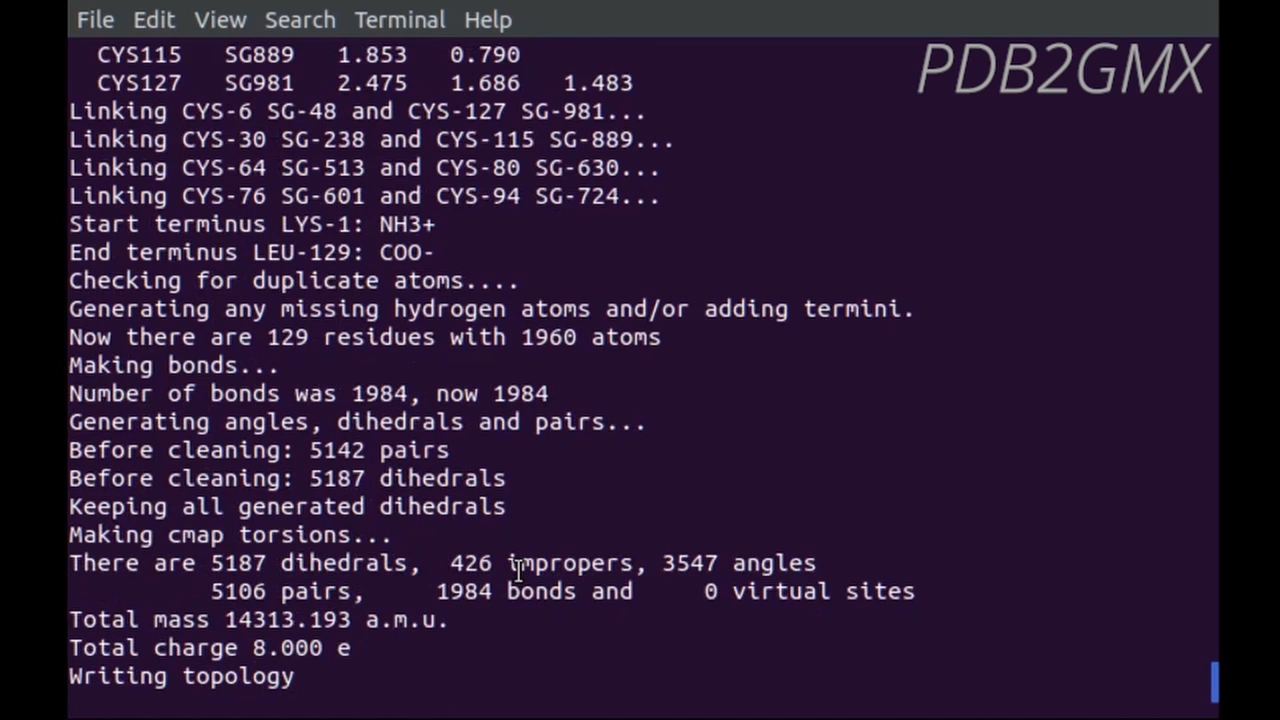 File Edit View Search Terminal Help
PDB2GMX
CYS115 SG889 1.853 0.790
CYS127 SG981 2.475 1.686 1.483
Linking CYS-6 SG-48 and CYS-127 SG-981...
Linking CYS-30 SG-238 and CYS-115 SG-889...
Linking CYS-64 SG-513 and CYS-80 SG-630...
Linking CYS-76 SG-601 and CYS-94 SG-724...
Start terminus LYS-1: NH3+
End terminus LEU-129: COO-
Checking for duplicate atoms....
Generating any missing hydrogen atoms and/or adding termini.
Now there are 129 residues with 1960 atoms
Making bonds...
Number of bonds was 1984, now 1984
Generating angles, dihedrals and pairs...
Before cleaning: 5142 pairs
Before cleaning: 5187 dihedrals
Keeping all generated dihedrals
Making cmap torsions...
There are 5187 dihedrals, 426 impropers, 3547 angles
5106 pairs, 1984 bonds and 0 virtual sites
Total mass 14313.193 a.m.u.
Total charge 8.000 e
Writing topology